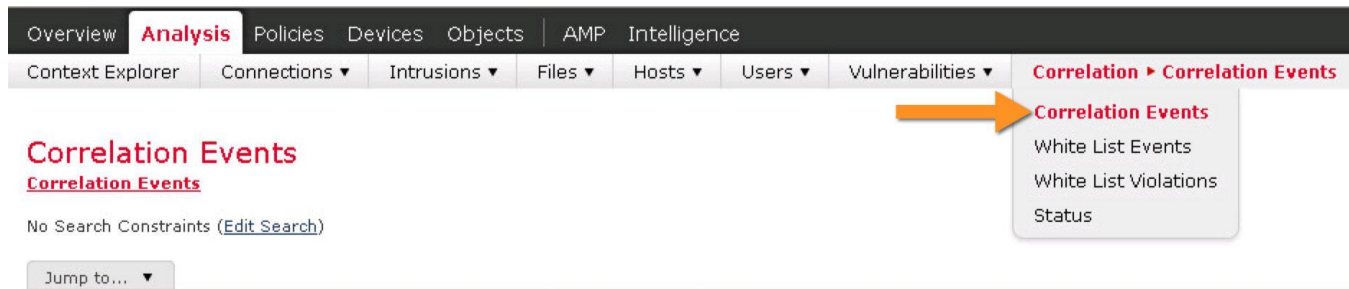 Overview Analysis Policies Devices Objects AMP Intelligence
Context Explorer Connections ▾ Intrusions ▾ Files ▾ Hosts ▾ Users ▾ Vulnerabilities ▾ Correlation ▸ Correlation Events
Correlation Events
White List Events
White List Violations
Status
Correlation Events
Correlation Events
No Search Constraints (Edit Search)
Jump to... ▾